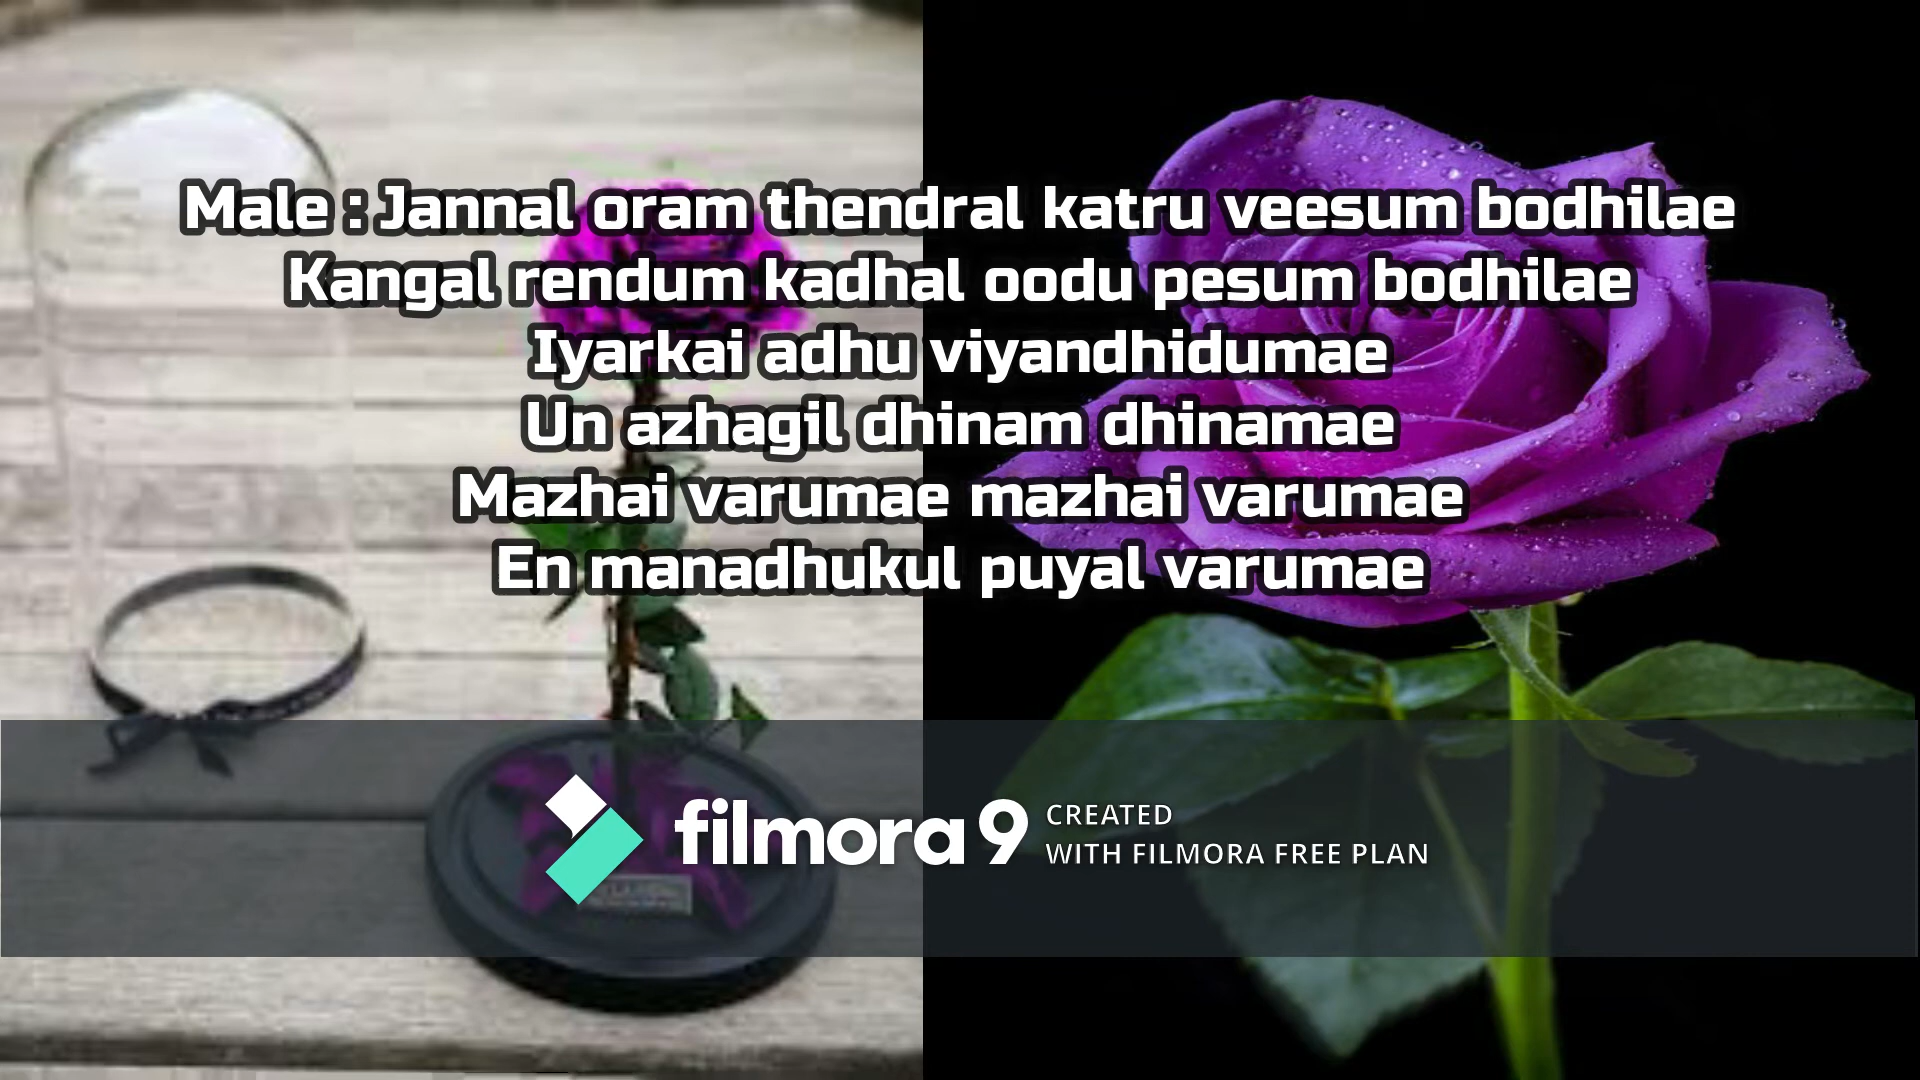 Male : Jannal oram thendral katru veesum bodhilae
Kangal rendum kadhal oodu pesum bodhilae
Iyarkai adhu viyandhidumae
Un azhagil dhinam dhinamae
Mazhai varumae mazhai varumae
En manadhukul puyal varumae
filmora 9
CREATED
WITH FILMORA FREE PLAN